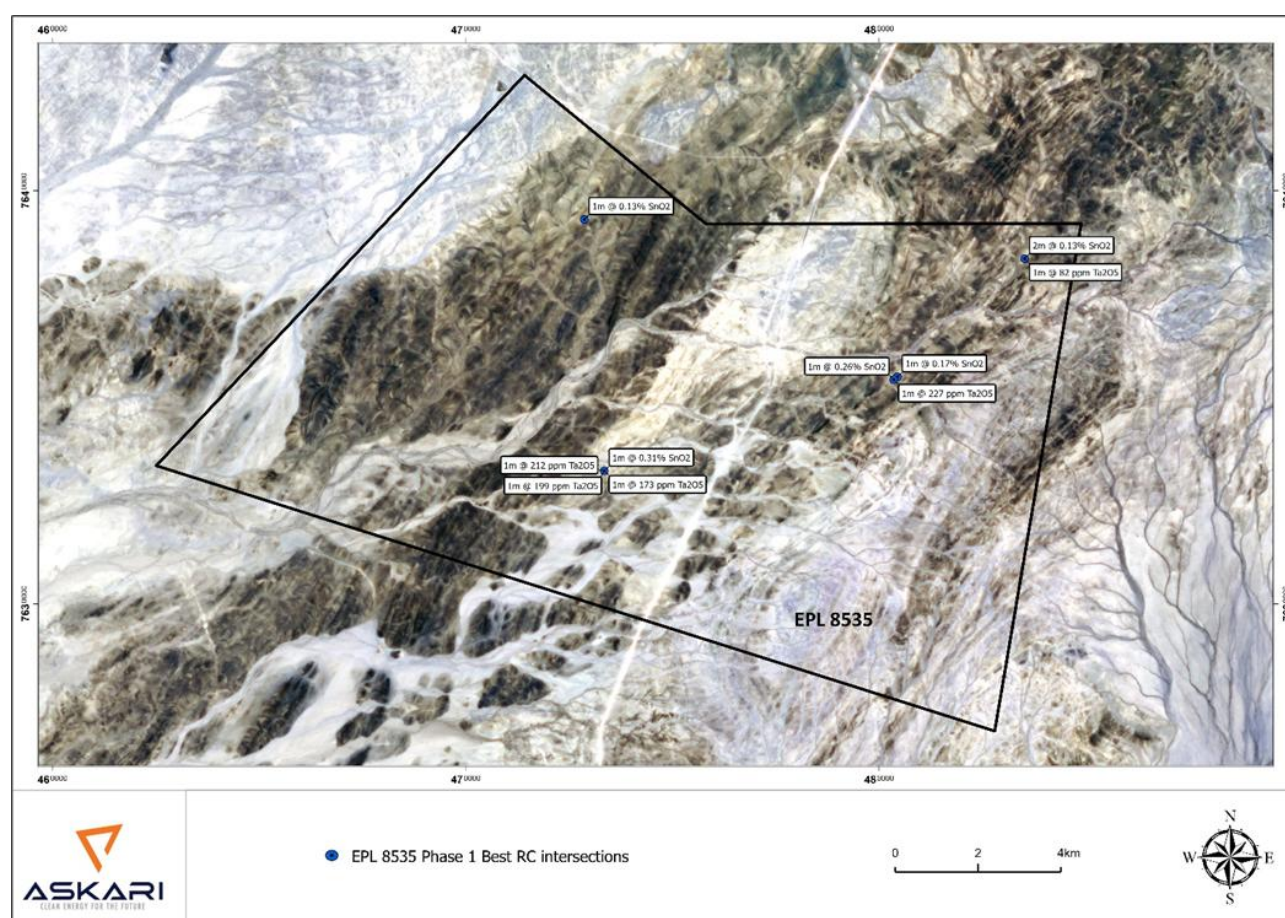 460000 470000 480000
7640000
1m @ 0.13% SnO2
2m @ 0.13% SnO2
1m @ 82 ppm Ta2O5
1m @ 0.26% SnO2
1m @ 0.17% SnO2
1m @ 227 ppm Ta2O5
1m @ 212 ppm Ta2O5
1m @ 0.31% SnO2
1m @ 199 ppm Ta2O5
1m @ 173 ppm Ta2O5
7630000
EPL 8535
460000 470000 480000
ASKARI
CLEAN ENERGY FOR THE FUTURE
EPL 8535 Phase 1 Best RC intersections
0 2 4km
N
W E
S